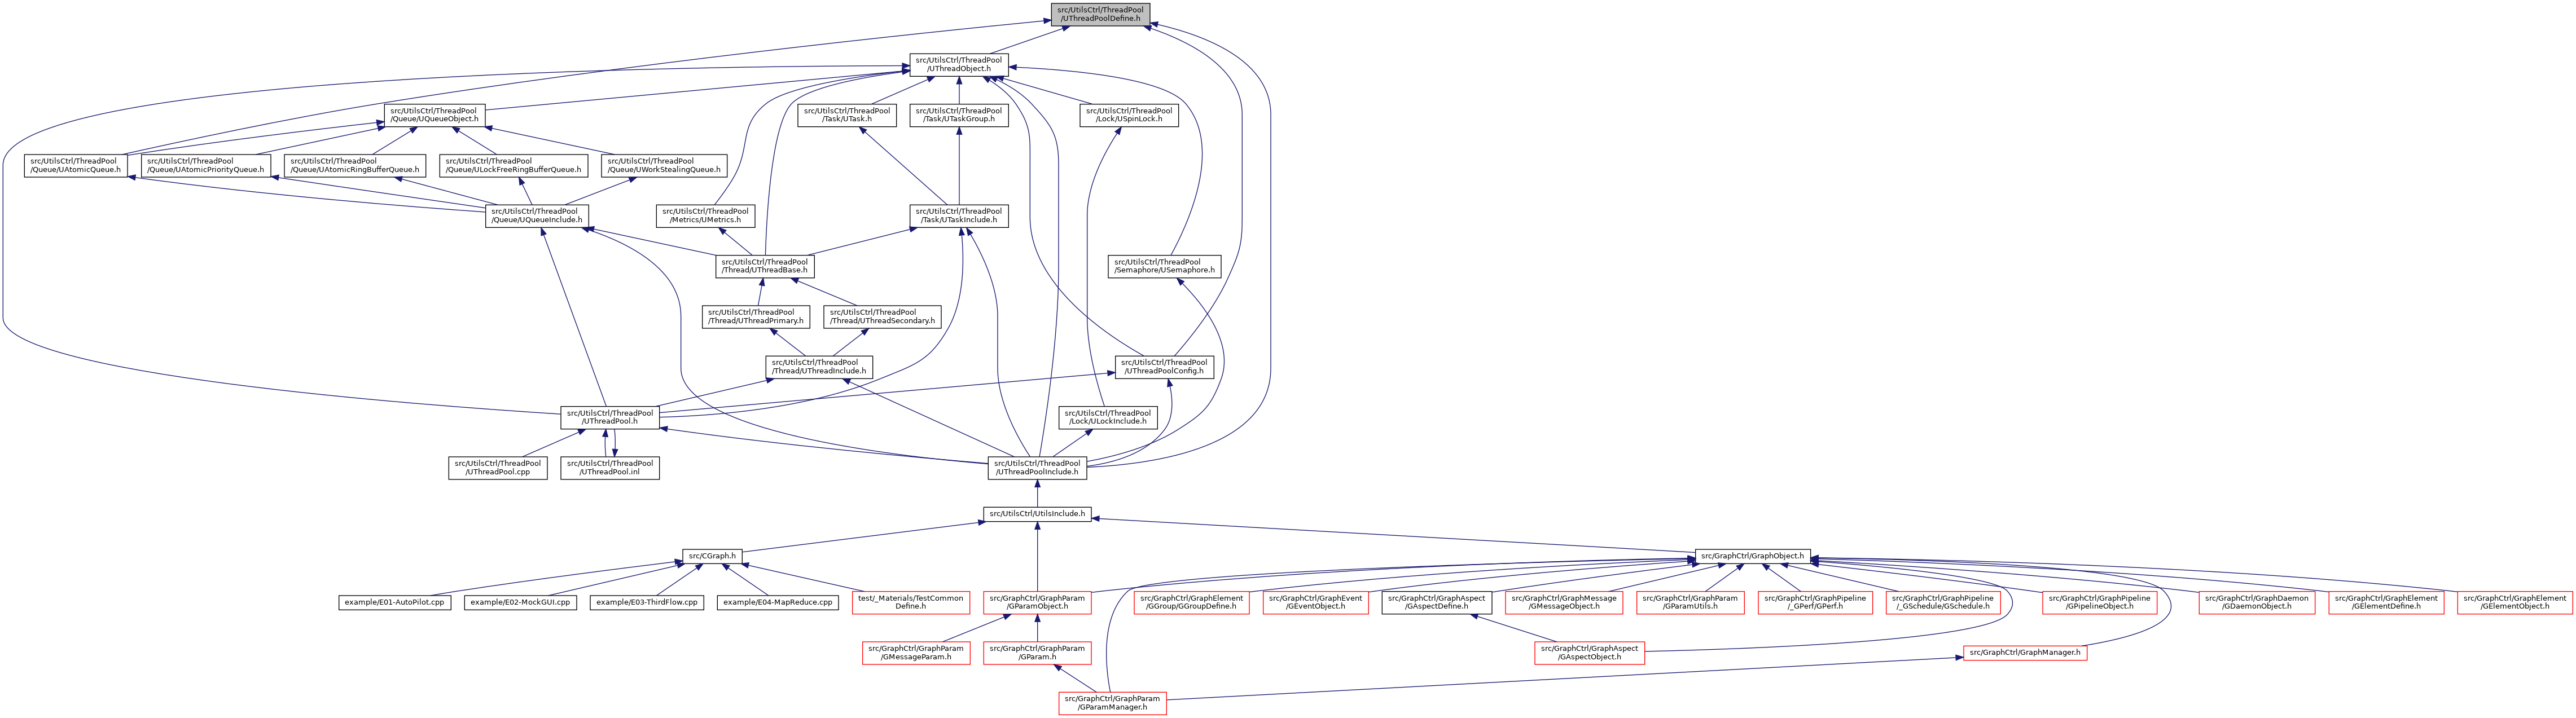 src/UtilsCtrl/ThreadPool
/UThreadPoolDefine.h
src/UtilsCtrl/ThreadPool
/UThreadObject.h
src/UtilsCtrl/ThreadPool
/Queue/UQueueObject.h
src/UtilsCtrl/ThreadPool
/Task/UTask.h
src/UtilsCtrl/ThreadPool
/Task/UTaskGroup.h
src/UtilsCtrl/ThreadPool
/Lock/USpinLock.h
src/UtilsCtrl/ThreadPool
/Queue/UAtomicQueue.h
src/UtilsCtrl/ThreadPool
/Queue/UAtomicPriorityQueue.h
src/UtilsCtrl/ThreadPool
/Queue/UAtomicRingBufferQueue.h
src/UtilsCtrl/ThreadPool
/Queue/ULockFreeRingBufferQueue.h
src/UtilsCtrl/ThreadPool
/Queue/UWorkStealingQueue.h
src/UtilsCtrl/ThreadPool
/Queue/UQueueInclude.h
src/UtilsCtrl/ThreadPool
/Metrics/UMetrics.h
src/UtilsCtrl/ThreadPool
/Task/UTaskInclude.h
src/UtilsCtrl/ThreadPool
/Thread/UThreadBase.h
src/UtilsCtrl/ThreadPool
/Semaphore/USemaphore.h
src/UtilsCtrl/ThreadPool
/Thread/UThreadPrimary.h
src/UtilsCtrl/ThreadPool
/Thread/UThreadSecondary.h
src/UtilsCtrl/ThreadPool
/Thread/UThreadInclude.h
src/UtilsCtrl/ThreadPool
/UThreadPoolConfig.h
src/UtilsCtrl/ThreadPool
/UThreadPool.h
src/UtilsCtrl/ThreadPool
/Lock/ULockInclude.h
src/UtilsCtrl/ThreadPool
/UThreadPool.cpp
src/UtilsCtrl/ThreadPool
/UThreadPool.inl
src/UtilsCtrl/ThreadPool
/UThreadPoolInclude.h
src/UtilsCtrl/UtilsInclude.h
src/CGraph.h
src/GraphCtrl/GraphObject.h
example/E01-AutoPilot.cpp
example/E02-MockGUI.cpp
example/E03-ThirdFlow.cpp
example/E04-MapReduce.cpp
test/_Materials/TestCommon
Define.h
src/GraphCtrl/GraphParam
/GParamObject.h
src/GraphCtrl/GraphElement
/GGroup/GGroupDefine.h
src/GraphCtrl/GraphEvent
/GEventObject.h
src/GraphCtrl/GraphAspect
/GAspectDefine.h
src/GraphCtrl/GraphMessage
/GMessageObject.h
src/GraphCtrl/GraphParam
/GParamUtils.h
src/GraphCtrl/GraphPipeline
/_GPerf/GPerf.h
src/GraphCtrl/GraphPipeline
/_GSchedule/GSchedule.h
src/GraphCtrl/GraphPipeline
/GPipelineObject.h
src/GraphCtrl/GraphDaemon
/GDaemonObject.h
src/GraphCtrl/GraphElement
/GElementDefine.h
src/GraphCtrl/GraphElement
/GElementObject.h
src/GraphCtrl/GraphParam
/GMessageParam.h
src/GraphCtrl/GraphParam
/GParam.h
src/GraphCtrl/GraphAspect
/GAspectObject.h
src/GraphCtrl/GraphManager.h
src/GraphCtrl/GraphParam
/GParamManager.h